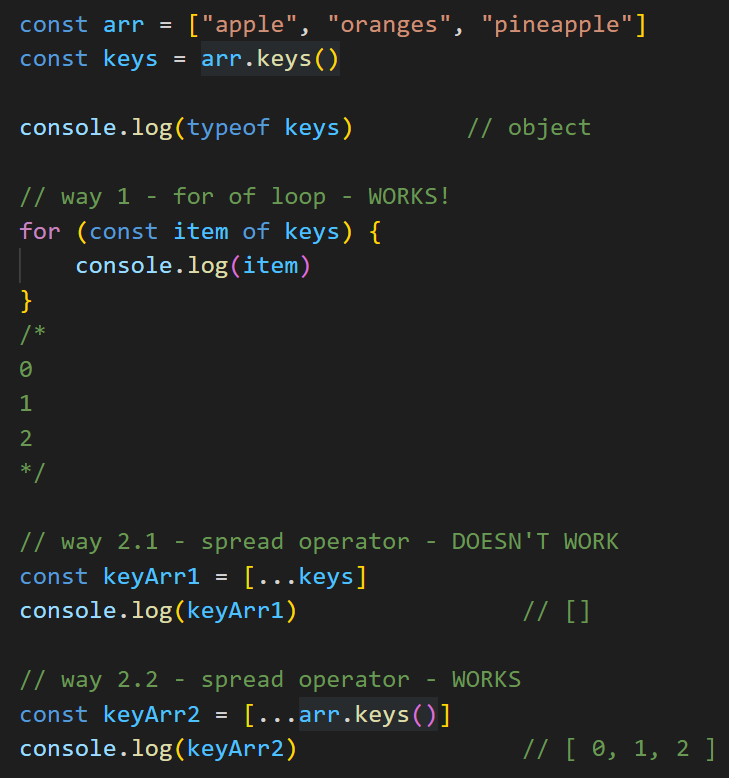 const arr = ["apple", "oranges", "pineapple"]
const keys = arr.keys()
console.log(typeof keys)        // object
// way 1 - for of loop - WORKS!
for (const item of keys) {
    console.log(item)
}
/*
0
1
2
*/
// way 2.1 - spread operator - DOESN'T WORK
const keyArr1 = [...keys]
console.log(keyArr1)                // []
// way 2.2 - spread operator - WORKS
const keyArr2 = [...arr.keys()]
console.log(keyArr2)                // [ 0, 1, 2 ]